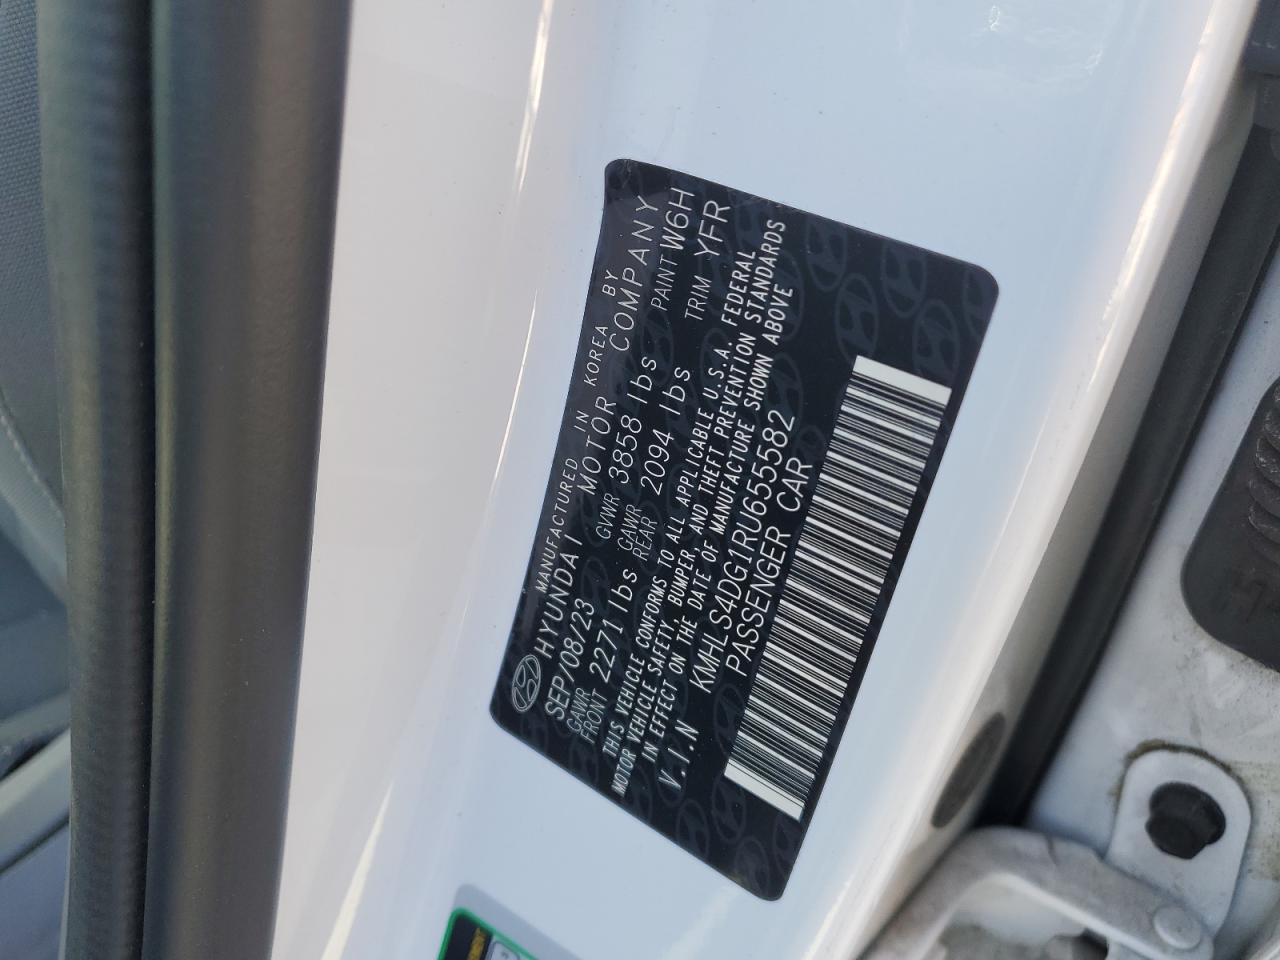 MANUFACTURED IN KOREA BY
HYUNDAI MOTOR COMPANY
SEP/08/23 GVWR 3858 lbs PAINT W6H
GAWR FRONT 2271 lbs GAWR REAR 2094 lbs TRIM YFR
THIS VEHICLE CONFORMS TO ALL APPLICABLE U.S.A. FEDERAL
MOTOR VEHICLE SAFETY, BUMPER, AND THEFT PREVENTION STANDARDS
IN EFFECT ON THE DATE OF MANUFACTURE SHOWN ABOVE
V.I.N KMHLS4DG1RU655582
PASSENGER CAR